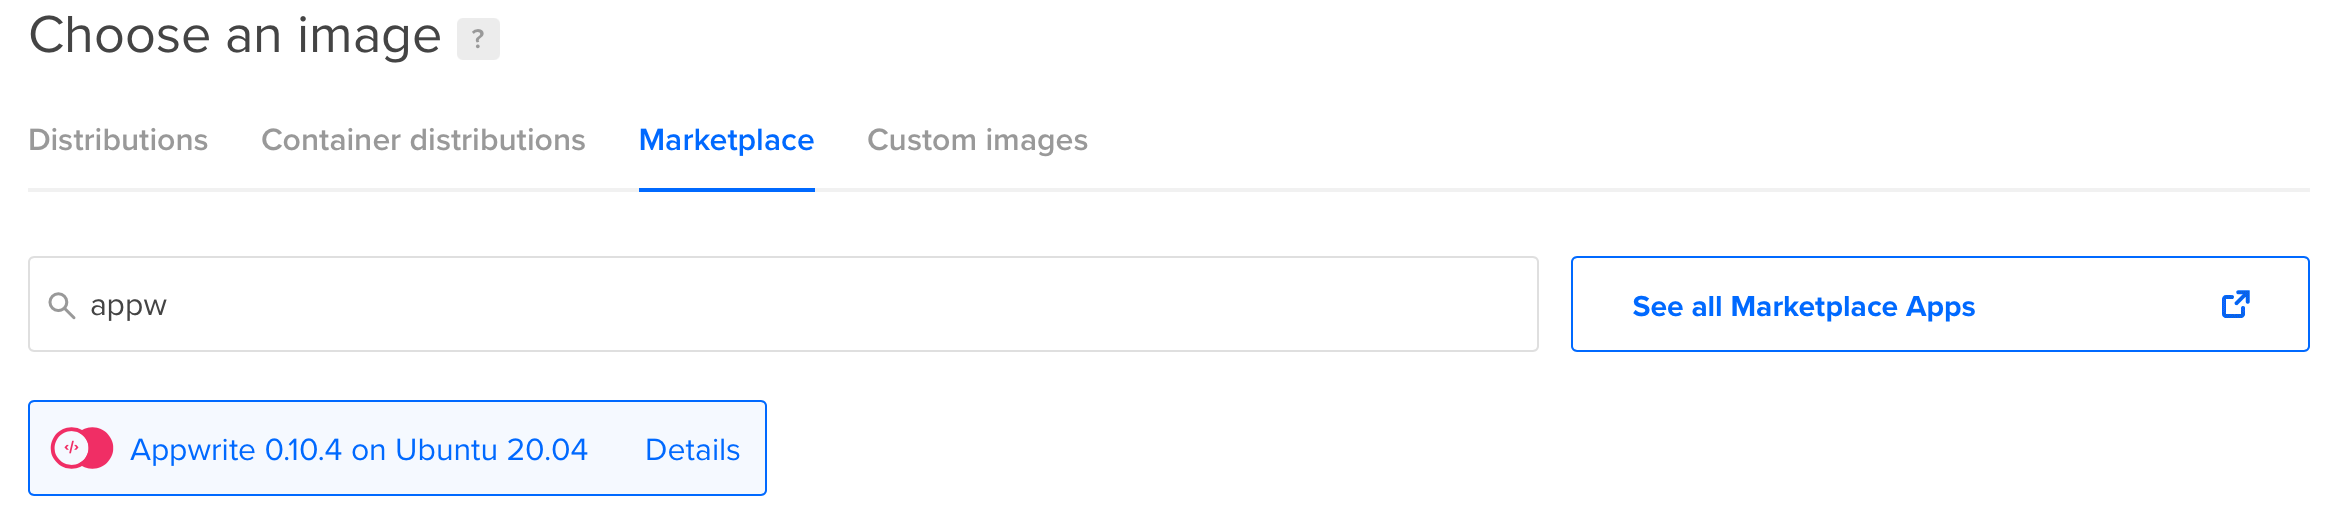 Choose an image ?
Distributions Container distributions Marketplace Custom images
appw See all Marketplace Apps
</> Appwrite 0.10.4 on Ubuntu 20.04 Details